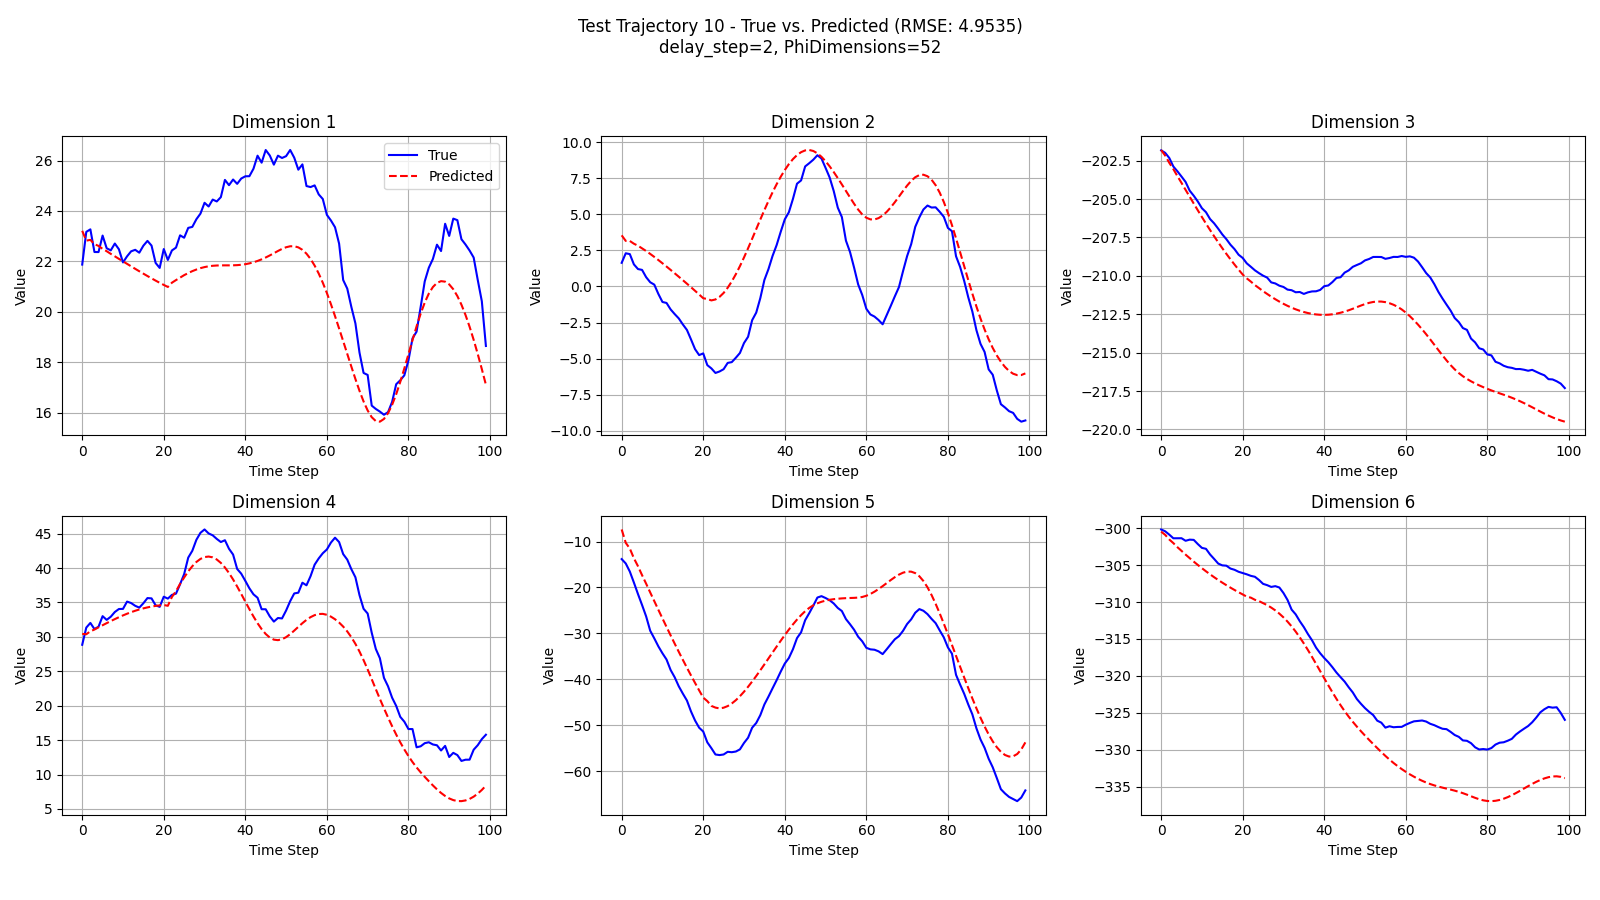 Test Trajectory 10 - True vs. Predicted (RMSE: 4.9535)
delay_step=2, PhiDimensions=52
Dimension 1
26
24
22
20
18
16
Value
0 20 40 60 80 100
Time Step
True
Predicted
Dimension 2
10.0
7.5
5.0
2.5
0.0
−2.5
−5.0
−7.5
−10.0
Value
0 20 40 60 80 100
Time Step
Dimension 3
−202.5
−205.0
−207.5
−210.0
−212.5
−215.0
−217.5
−220.0
Value
0 20 40 60 80 100
Time Step
Dimension 4
45
40
35
30
25
20
15
10
5
Value
0 20 40 60 80 100
Time Step
Dimension 5
−10
−20
−30
−40
−50
−60
Value
0 20 40 60 80 100
Time Step
Dimension 6
−300
−305
−310
−315
−320
−325
−330
−335
Value
0 20 40 60 80 100
Time Step